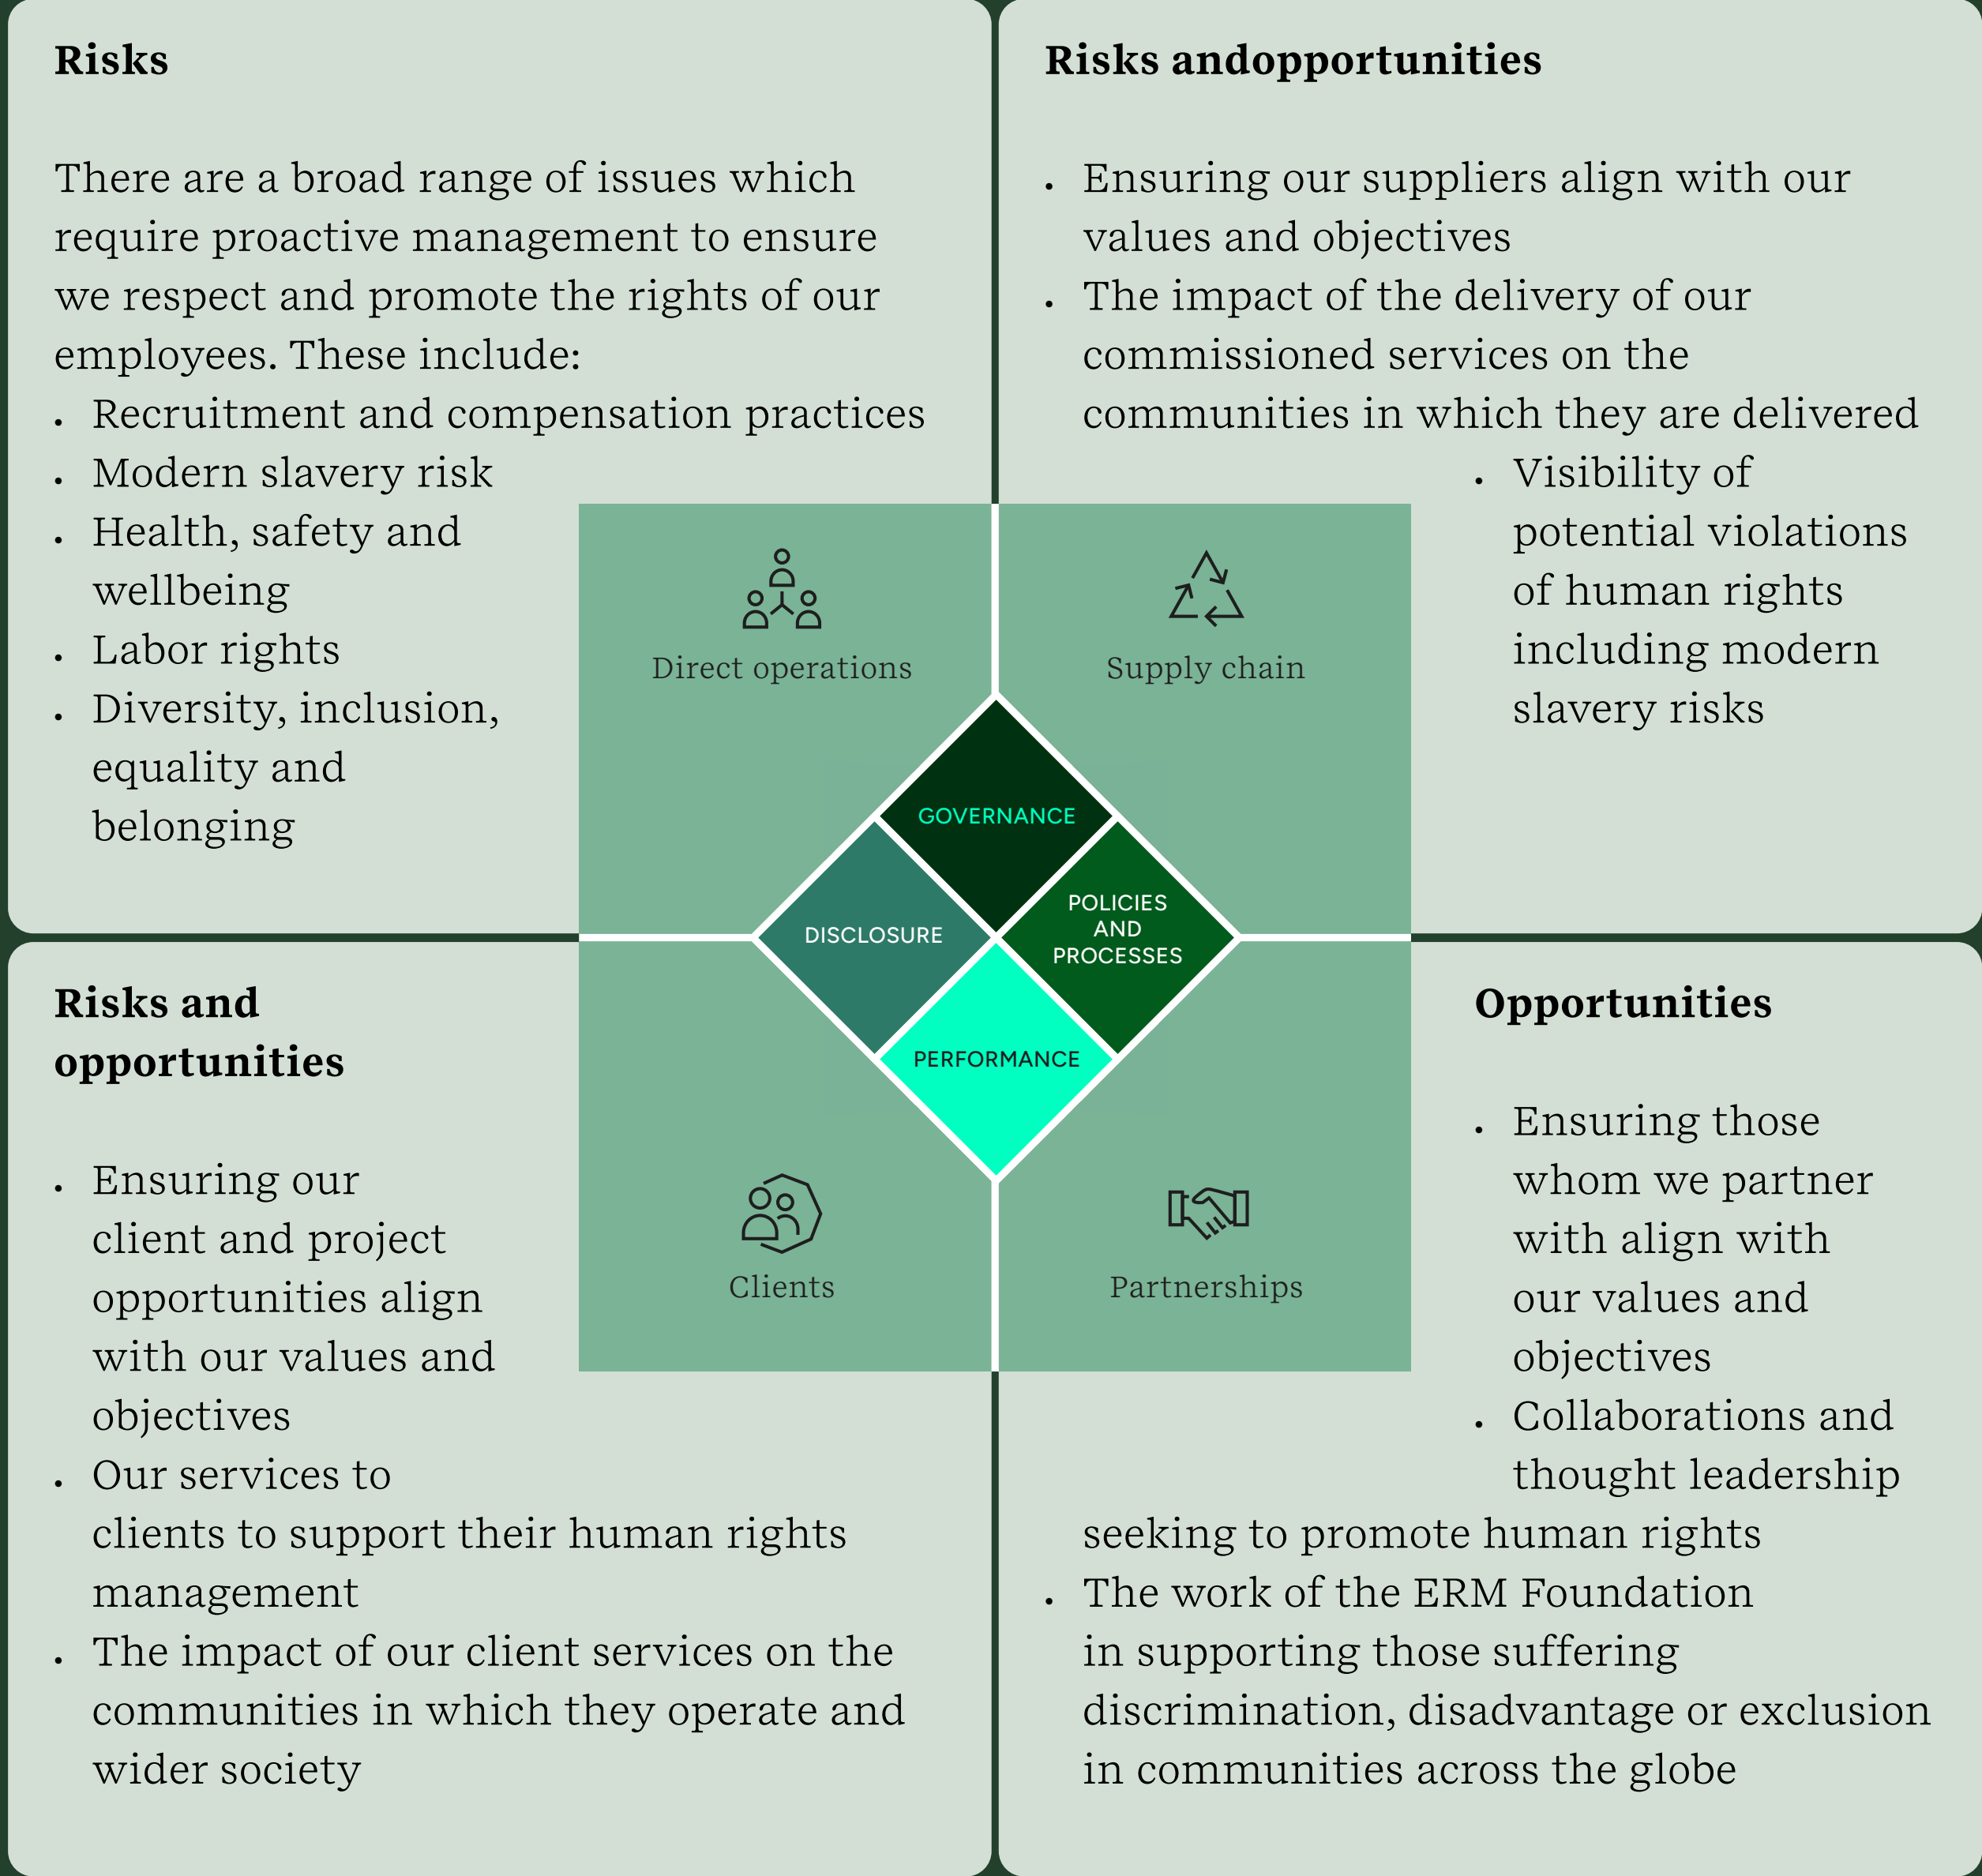 Risks
There are a broad range of issues which
require proactive management to ensure
we respect and promote the rights of our
employees. These include:
• Recruitment and compensation practices
• Modern slavery risk
• Health, safety and
wellbeing
• Labor rights
• Diversity, inclusion,
equality and
belonging
Risks andopportunities
• Ensuring our suppliers align with our
values and objectives
• The impact of the delivery of our
commissioned services on the
communities in which they are delivered
• Visibility of
potential violations
of human rights
including modern
slavery risks
Direct operations
Supply chain
GOVERNANCE
DISCLOSURE
POLICIES
AND
PROCESSES
PERFORMANCE
Clients
Partnerships
Risks and
opportunities
• Ensuring our
client and project
opportunities align
with our values and
objectives
• Our services to
clients to support their human rights
management
• The impact of our client services on the
communities in which they operate and
wider society
Opportunities
• Ensuring those
whom we partner
with align with
our values and
objectives
• Collaborations and
thought leadership
seeking to promote human rights
• The work of the ERM Foundation
in supporting those suffering
discrimination, disadvantage or exclusion
in communities across the globe